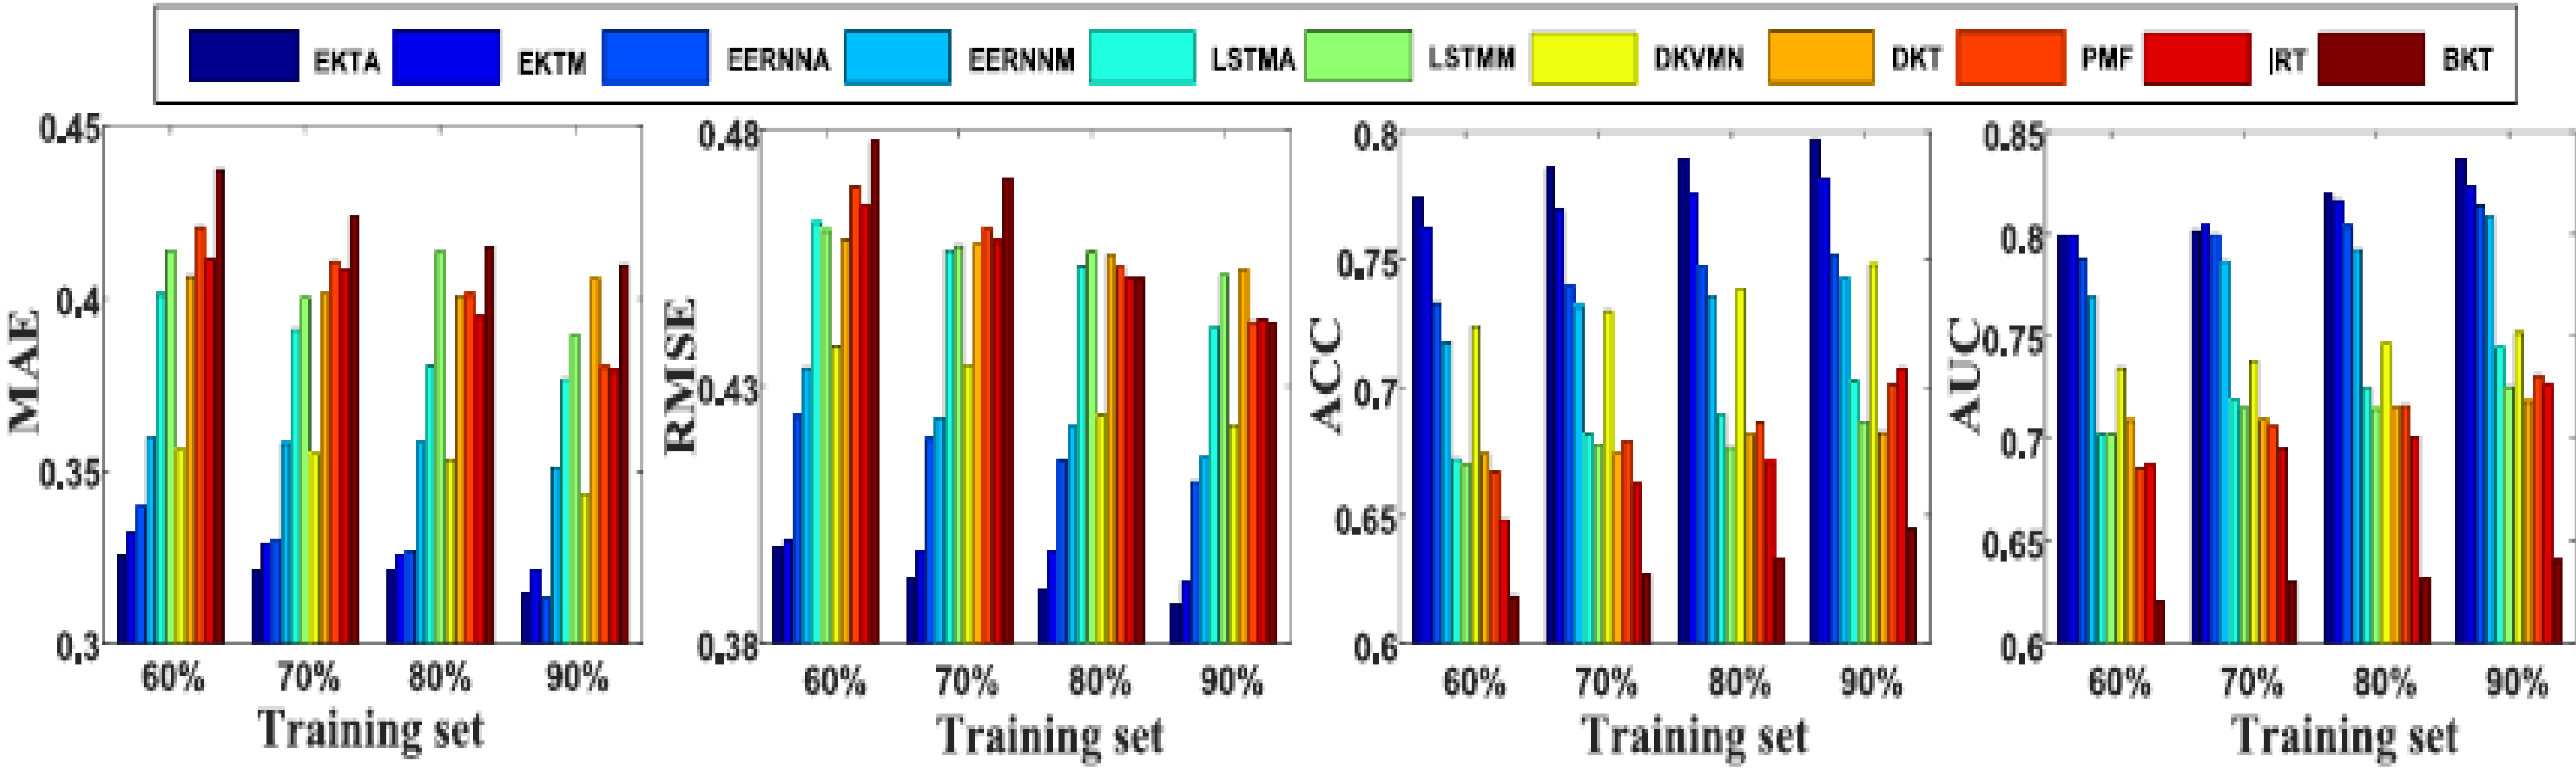 EKTA EKTM EERNNA EERNNM LSTMA LSTMM DKVMN DKT PMF IRT BKT
MAE
0.45
0.4
0.35
0.3
60% 70% 80% 90%
Training set
RMSE
0.48
0.43
0.38
60% 70% 80% 90%
Training set
ACC
0.8
0.75
0.7
0.65
0.6
60% 70% 80% 90%
Training set
AUC
0.85
0.8
0.75
0.7
0.65
0.6
60% 70% 80% 90%
Training set